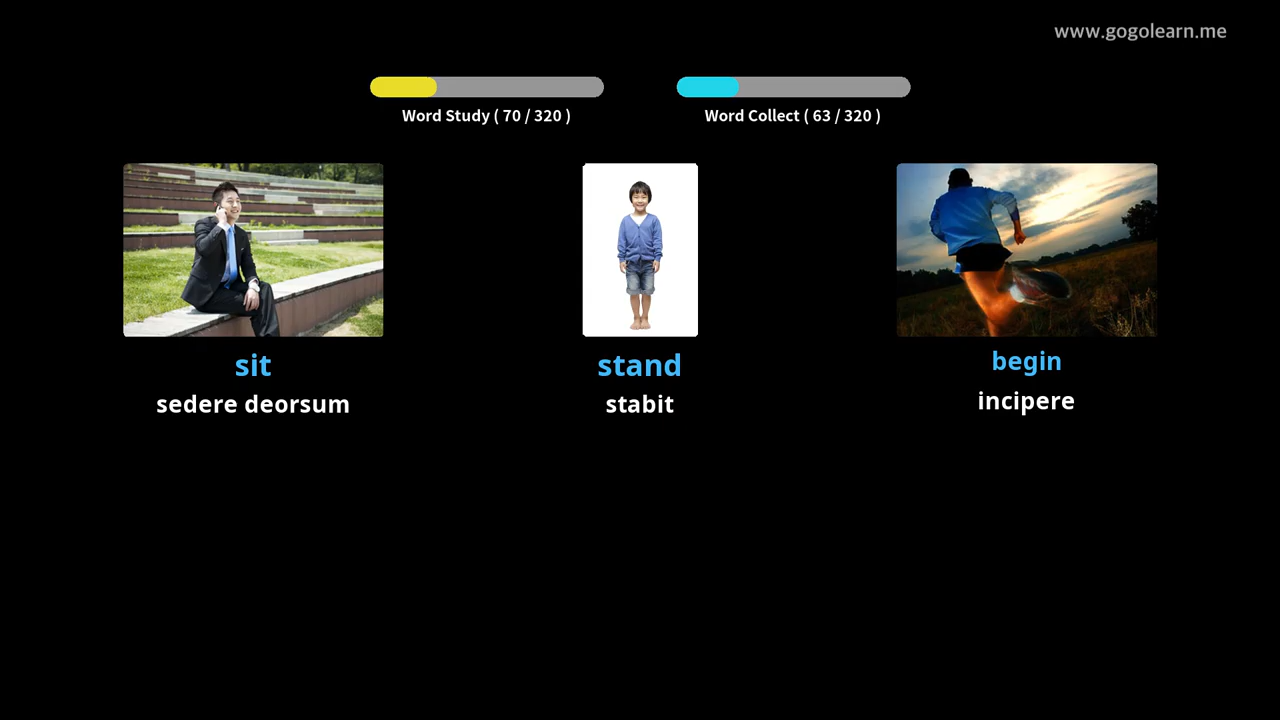 www.gogolearn.me
Word Study ( 70 / 320 )
Word Collect ( 63 / 320 )
sit
stand
begin
sedere deorsum
stabit
incipere